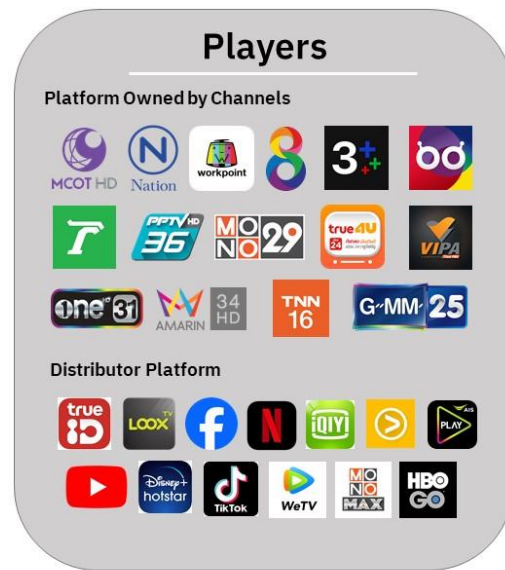 Players
Platform Owned by Channels
MCOT HD
N
Nation
workpoint
8
3+
T
PPTV HD
36
MONO 29
true4U
24
VIPA
one 31
AMARIN 34 HD
TNN
16
GMM 25
Distributor Platform
true
iD
LOOX TV
f
N
iQIYI
AIS
PLAY
Disney+
hotstar
TikTok
WeTV
MONO
MAX
HBO
GO